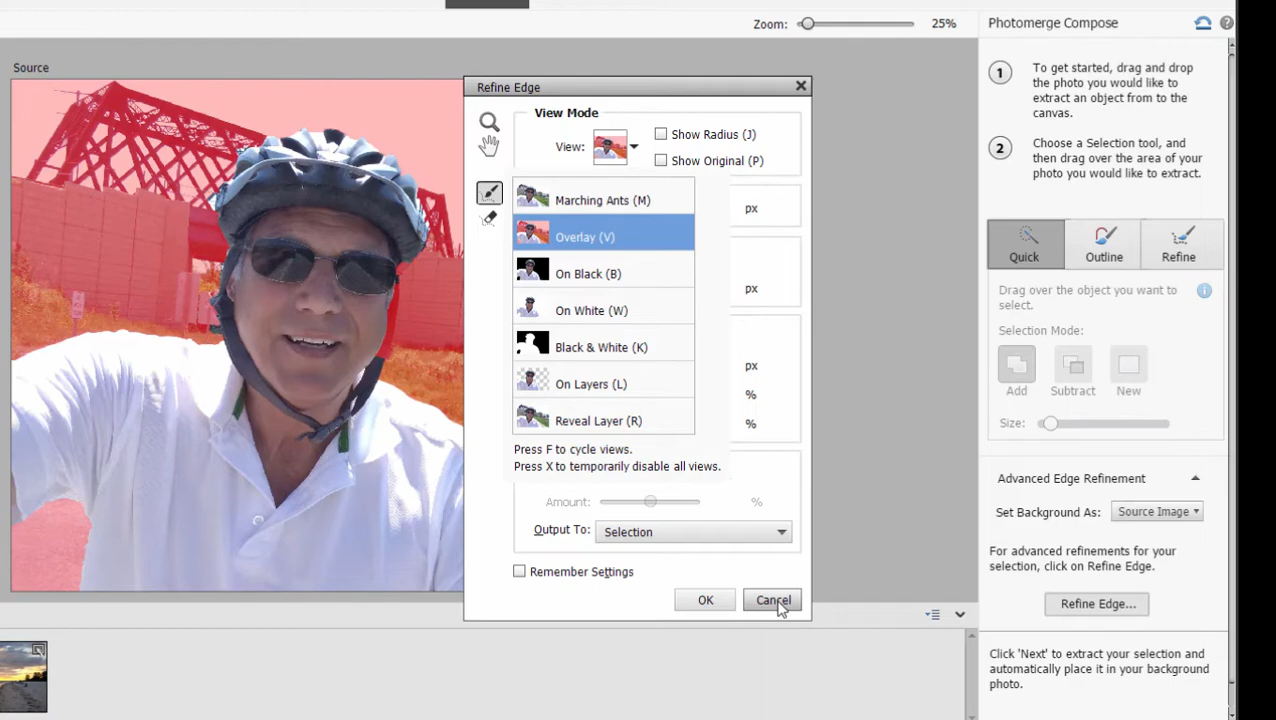 Zoom:
25%
Photomerge Compose
Source
Refine Edge
View Mode
View:
Show Radius (J)
Show Original (P)
Marching Ants (M)
Overlay (V)
On Black (B)
On White (W)
Black & White (K)
On Layers (L)
Reveal Layer (R)
Press F to cycle views.
Press X to temporarily disable all views.
px
px
px
%
%
Amount:
%
Output To:
Selection
Remember Settings
OK
Cancel
1
To get started, drag and drop
the photo you would like to
extract an object from to the
canvas.
2
Choose a Selection tool, and
then drag over the area of your
photo you would like to extract.
Quick
Outline
Refine
Drag over the object you want to
select.
Selection Mode:
Add
Subtract
New
Size:
Advanced Edge Refinement
Set Background As:
Source Image
For advanced refinements for your
selection, click on Refine Edge.
Refine Edge...
Click 'Next' to extract your selection and
automatically place it in your background
photo.